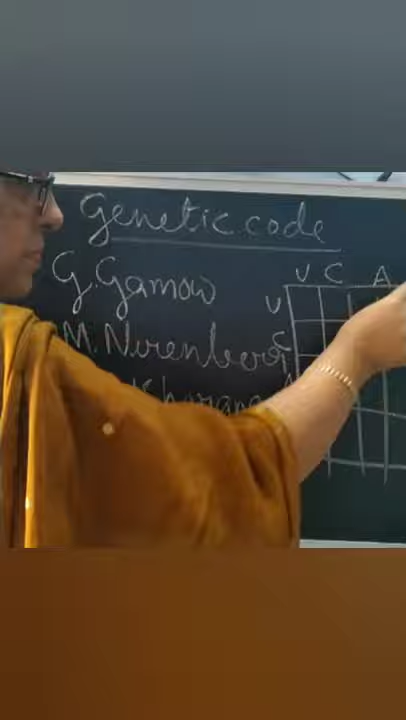 Genetic code
G. Gamow
U C A
U
M. Nirenberg
C